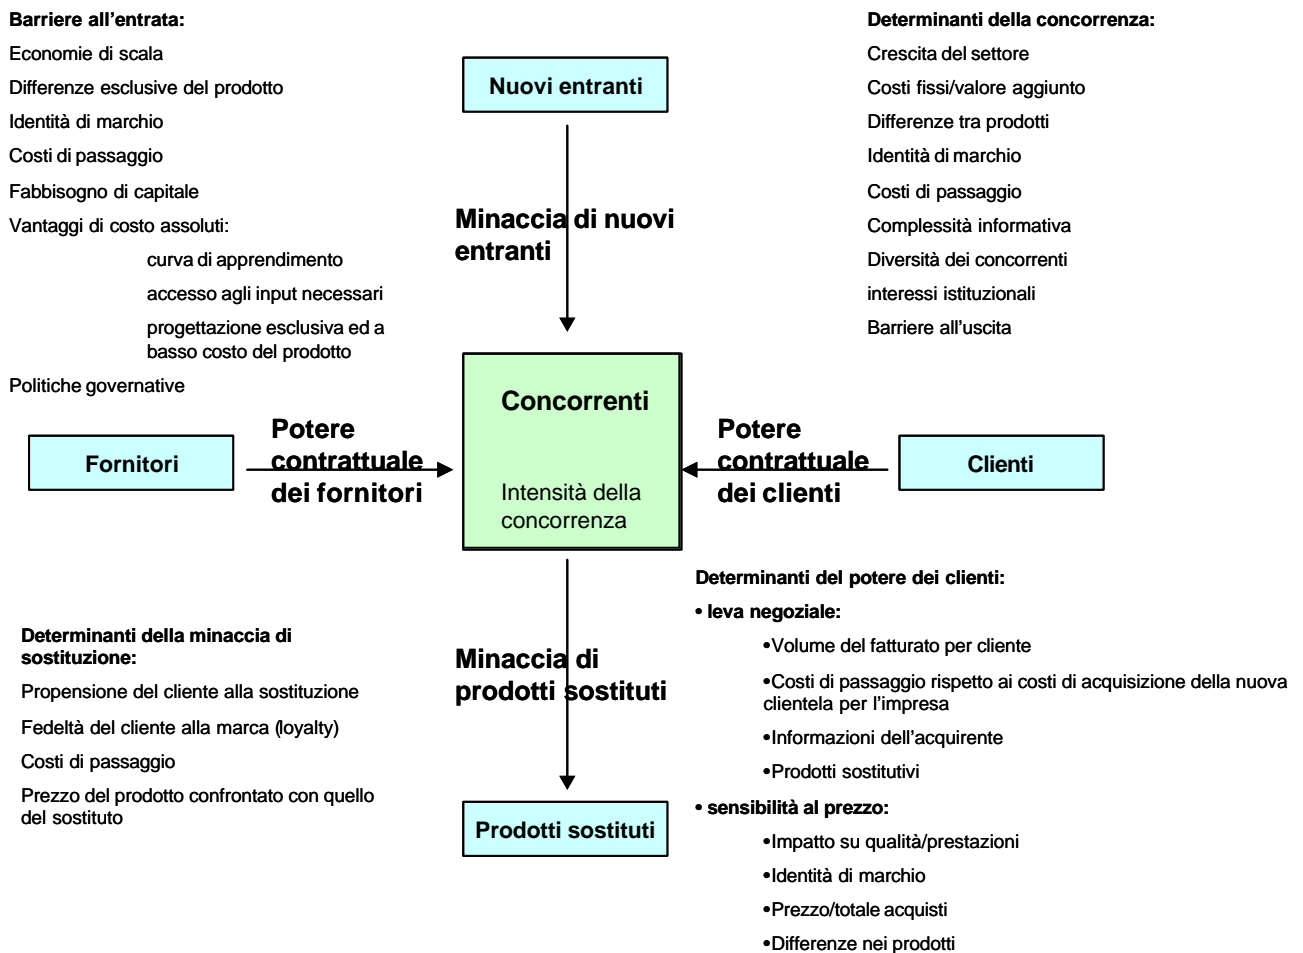 Barriere all'entrata:
Economie di scala
Differenze esclusive del prodotto
Identità di marchio
Costi di passaggio
Fabbisogno di capitale
Vantaggi di costo assoluti:
curva di apprendimento
accesso agli input necessari
progettazione esclusiva ed a
basso costo del prodotto
Politiche governative
Nuovi entranti
Minaccia di nuovi
entranti
Determinanti della concorrenza:
Crescita del settore
Costi fissi/valore aggiunto
Differenze tra prodotti
Identità di marchio
Costi di passaggio
Complessità informativa
Diversità dei concorrenti
interessi istituzionali
Barriere all'uscita
Fornitori
Potere
contrattuale
dei fornitori
Concorrenti
Intensità della
concorrenza
Potere
contrattuale
dei clienti
Clienti
Determinanti della minaccia di
sostituzione:
Propensione del cliente alla sostituzione
Fedeltà del cliente alla marca (loyalty)
Costi di passaggio
Prezzo del prodotto confrontato con quello
del sostituto
Minaccia di
prodotti sostituti
Prodotti sostituti
Determinanti del potere dei clienti:
• leva negoziale:
•Volume del fatturato per cliente
•Costi di passaggio rispetto ai costi di acquisizione della nuova
clientela per l'impresa
•Informazioni dell'acquirente
•Prodotti sostitutivi
• sensibilità al prezzo:
•Impatto su qualità/prestazioni
•Identità di marchio
•Prezzo/totale acquisti
•Differenze nei prodotti